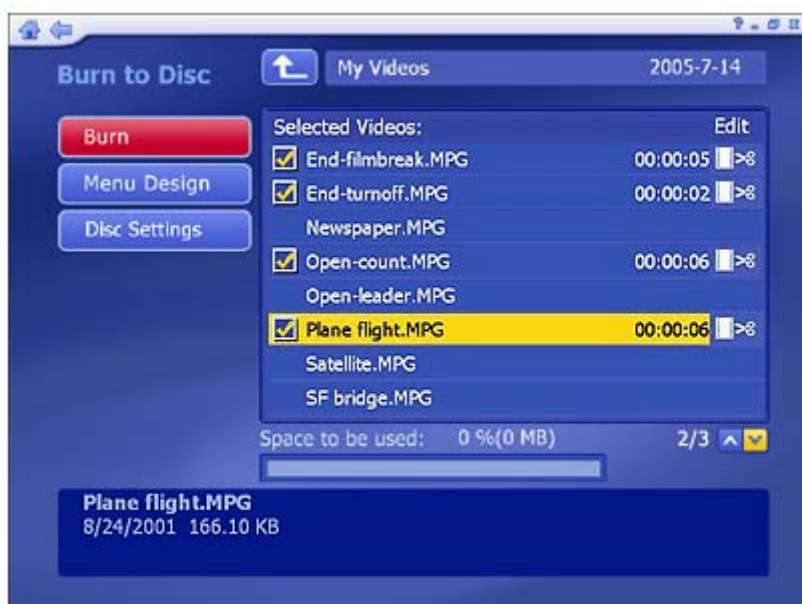 Burn to Disc
My Videos 2005-7-14
Burn
Menu Design
Disc Settings
Selected Videos: Edit
End-filmbreak.MPG 00:00:05
End-turnoff.MPG 00:00:02
Newspaper.MPG
Open-count.MPG 00:00:06
Open-leader.MPG
Plane flight.MPG 00:00:06
Satellite.MPG
SF bridge.MPG
Space to be used: 0 %(0 MB) 2/3
Plane flight.MPG
8/24/2001 166.10 KB